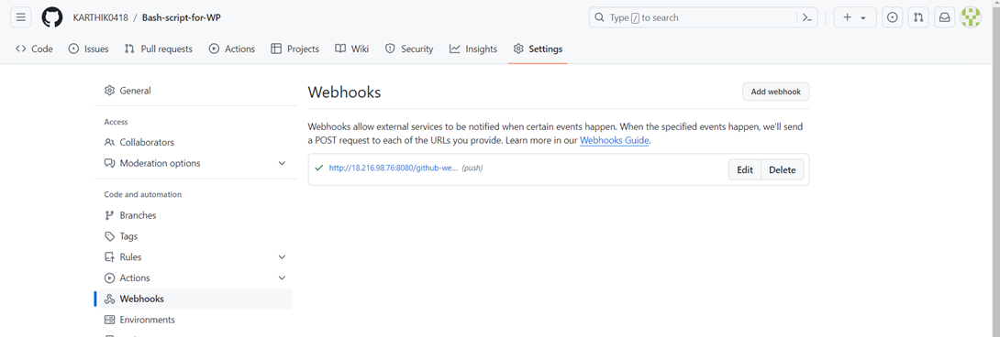 KARTHIK0418 / Bash-script-for-WP
Type / to search
Code
Issues
Pull requests
Actions
Projects
Wiki
Security
Insights
Settings
General
Access
Collaborators
Moderation options
Code and automation
Branches
Tags
Rules
Actions
Webhooks
Environments
Webhooks
Add webhook
Webhooks allow external services to be notified when certain events happen. When the specified events happen, we'll send
a POST request to each of the URLs you provide. Learn more in our Webhooks Guide.
http://18.216.98.76:8080/github-we... (push)
Edit
Delete